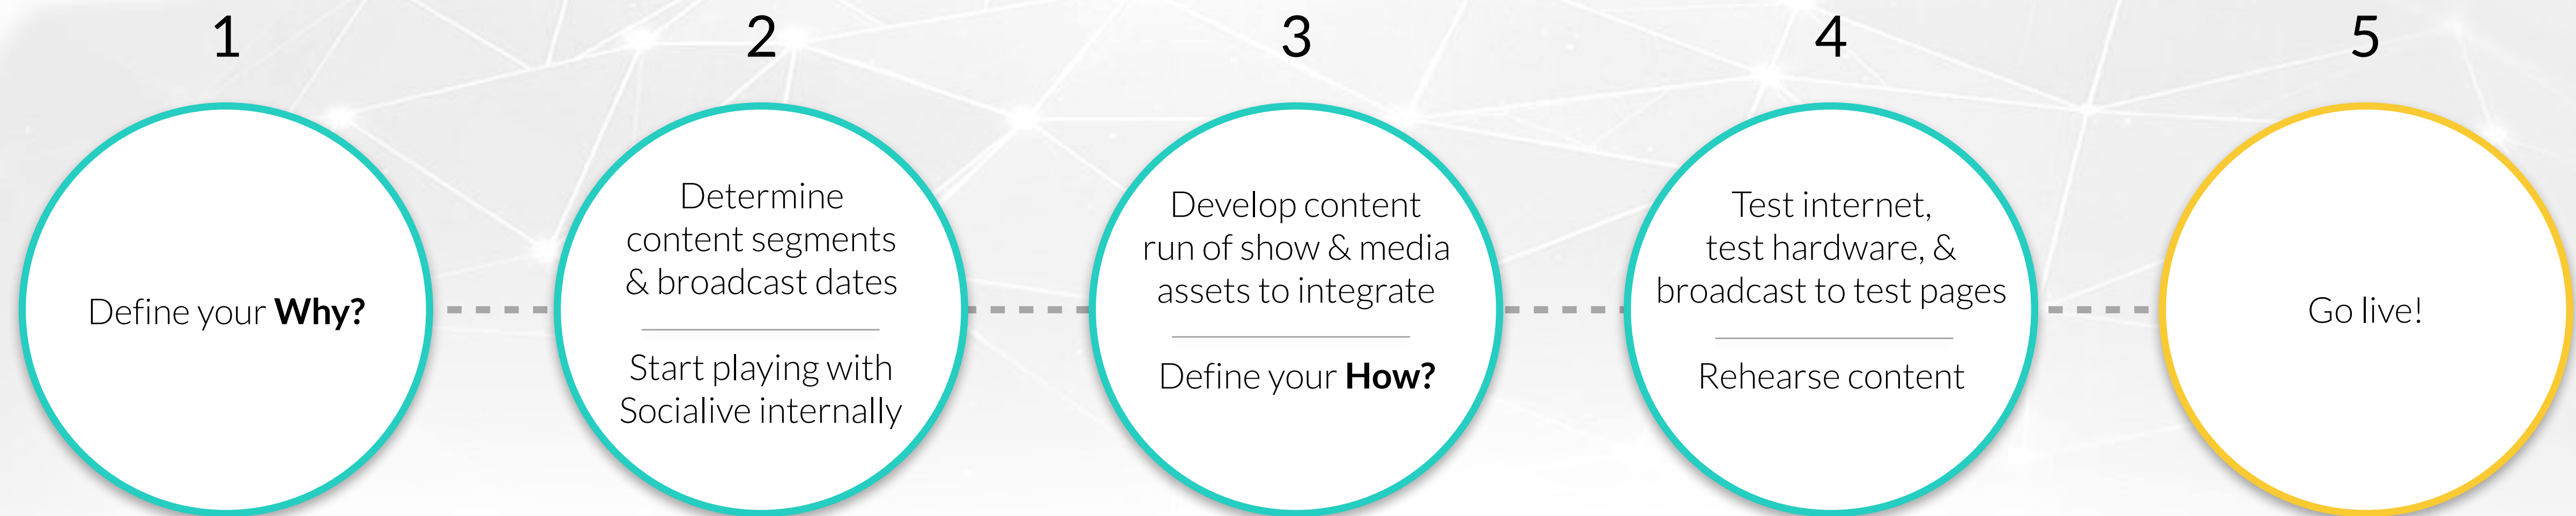 1
Define your Why?
2
Determine
content segments
& broadcast dates
Start playing with
Socialive internally
3
Develop content
run of show & media
assets to integrate
Define your How?
4
Test internet,
test hardware, &
broadcast to test pages
Rehearse content
5
Go live!